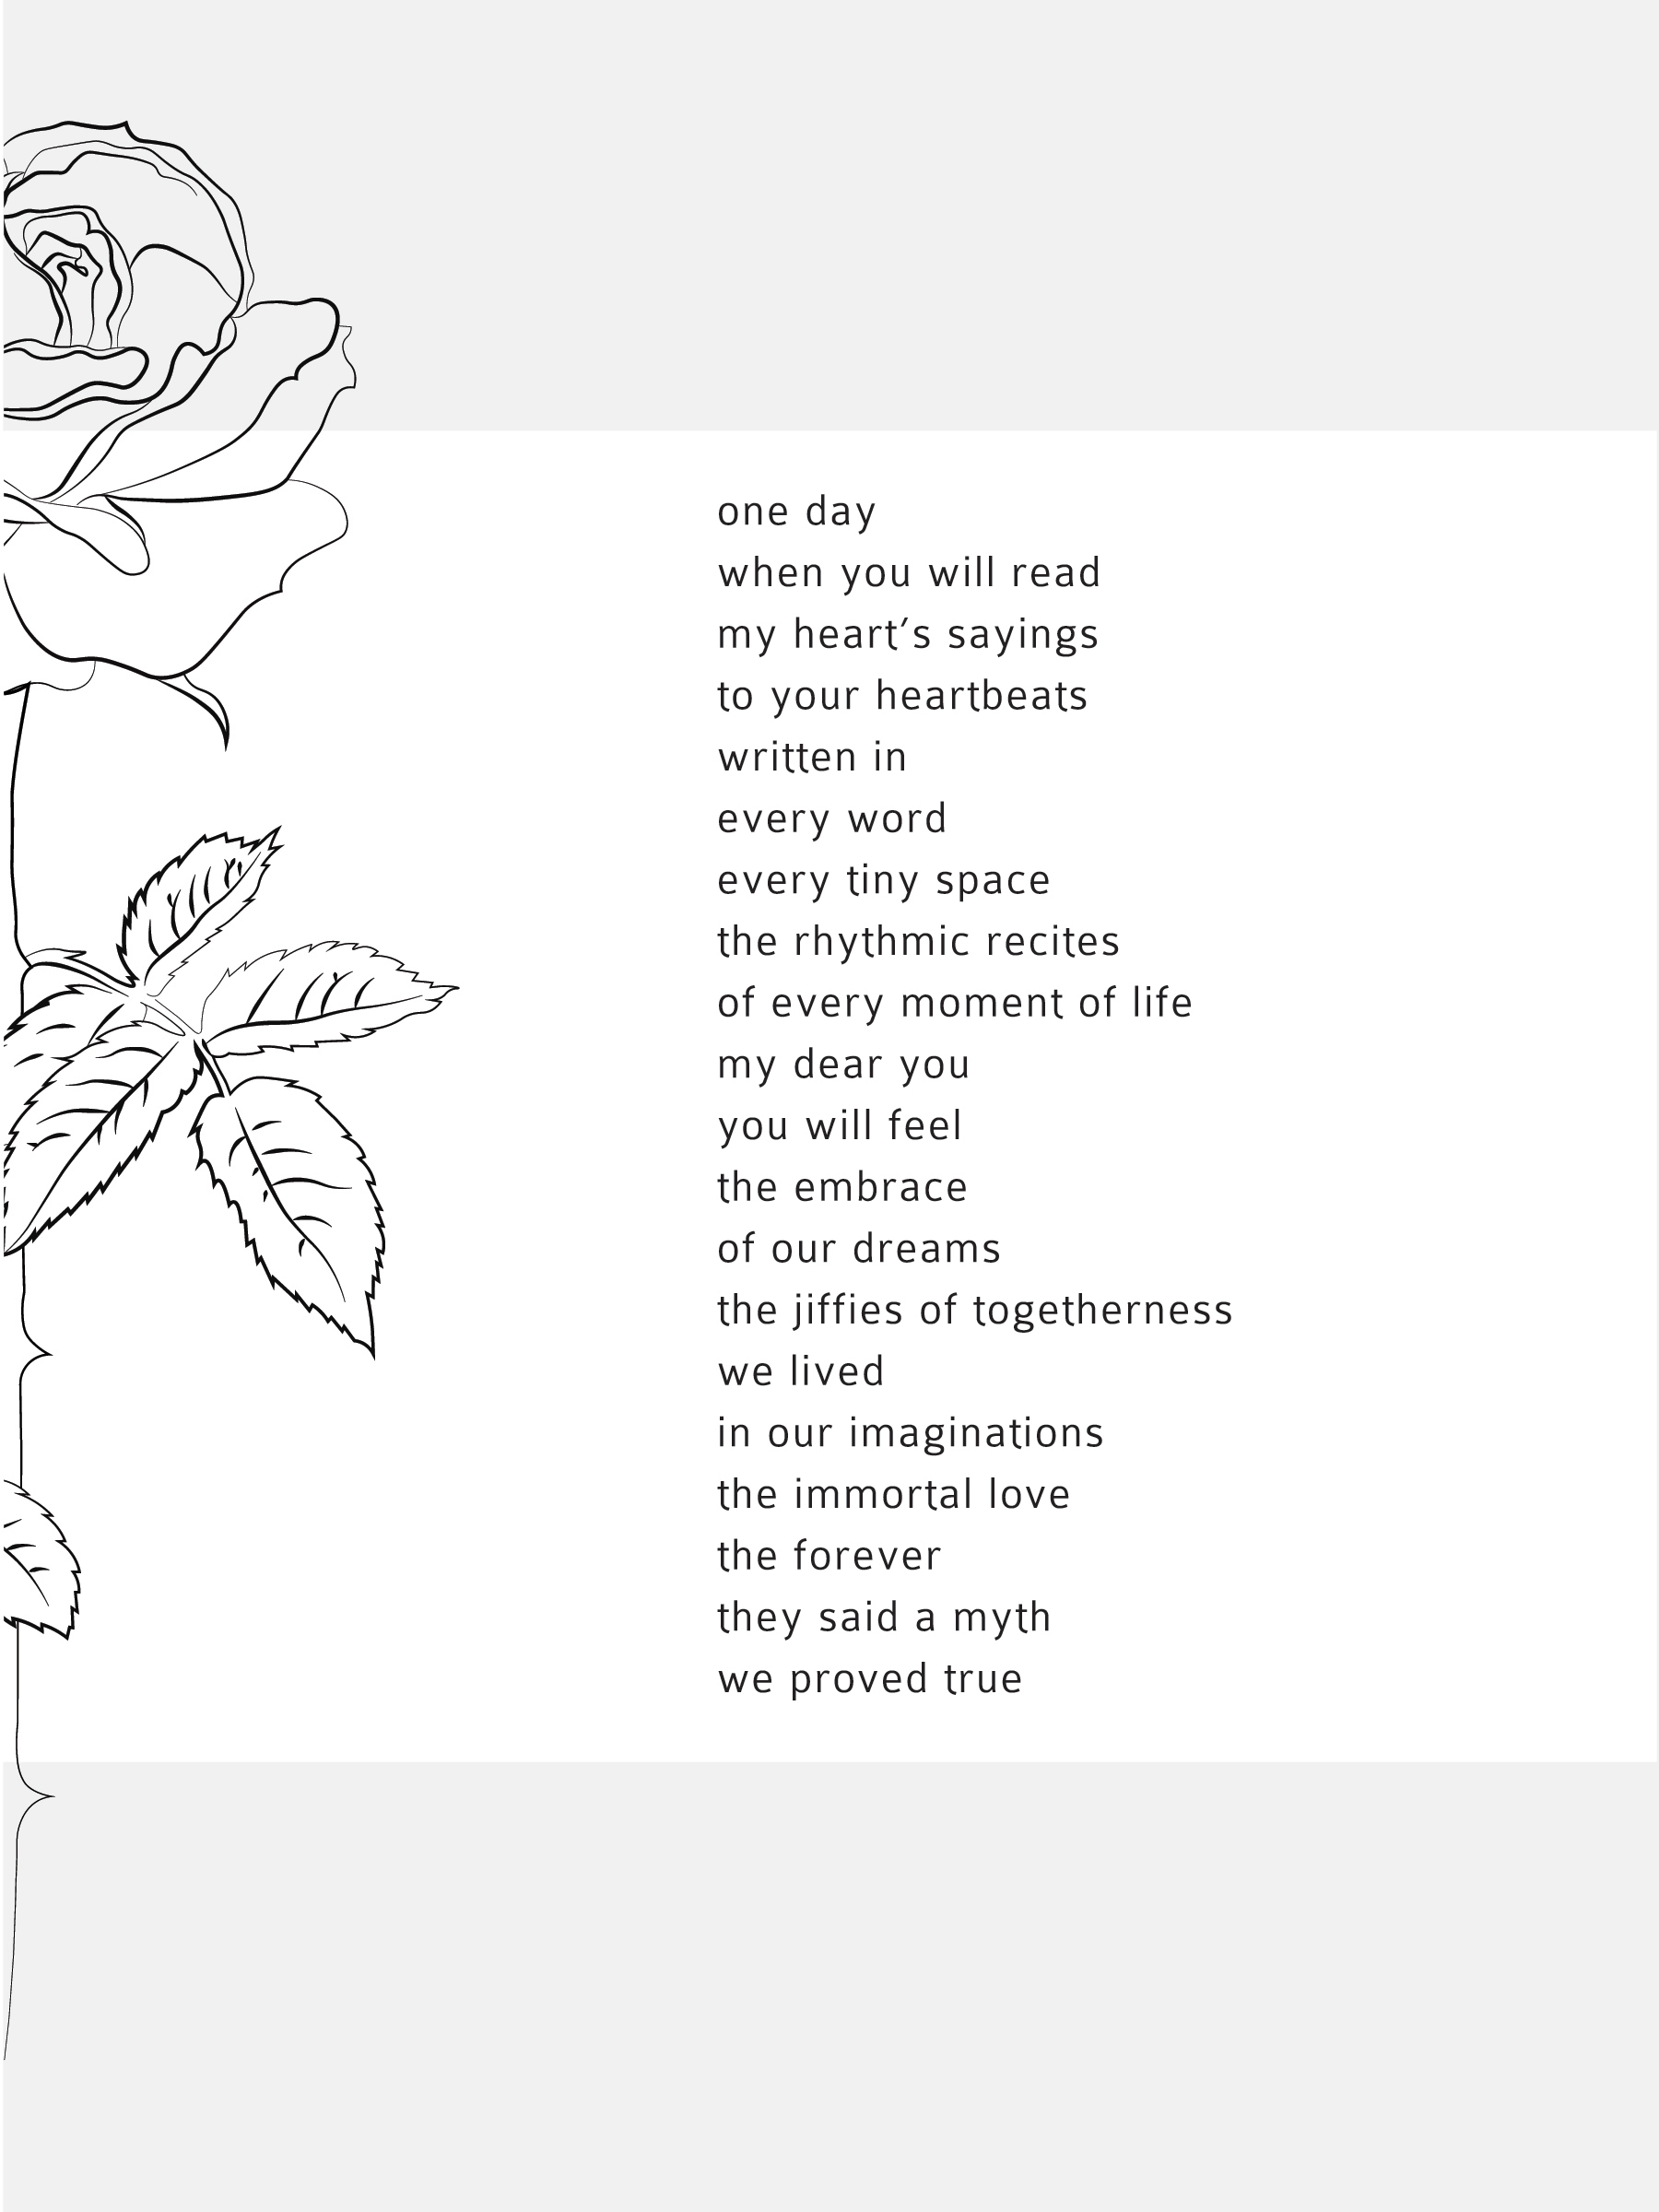 one day
when you will read
my heart's sayings
to your heartbeats
written in
every word
every tiny space
the rhythmic recites
of every moment of life
my dear you
you will feel
the embrace
of our dreams
the jiffies of togetherness
we lived
in our imaginations
the immortal love
the forever
they said a myth
we proved true